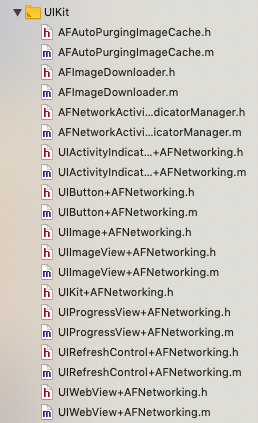 UIKit
h AFAutoPurgingImageCache.h
m AFAutoPurgingImageCache.m
h AFImageDownloader.h
m AFImageDownloader.m
h AFNetworkActivi...dicatorManager.h
m AFNetworkActivi...icatorManager.m
h UIActivityIndicat...+AFNetworking.h
m UIActivityIndicat...+AFNetworking.m
h UIButton+AFNetworking.h
m UIButton+AFNetworking.m
h UIImage+AFNetworking.h
h UIImageView+AFNetworking.h
m UIImageView+AFNetworking.m
h UIKit+AFNetworking.h
h UIProgressView+AFNetworking.h
m UIProgressView+AFNetworking.m
h UIRefreshControl+AFNetworking.h
m UIRefreshControl+AFNetworking.m
h UIWebView+AFNetworking.h
m UIWebView+AFNetworking.m